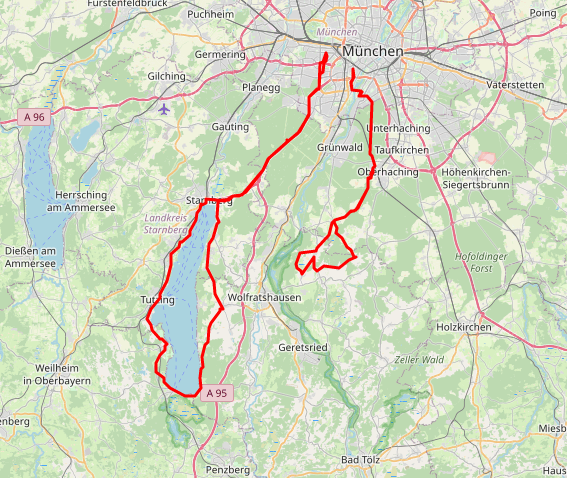 Fürstenfeldbruck
Puchheim
Poing
München
München
Germering
Gilching
Planegg
Vaterstetten
A 96
Gauting
Unterhaching
Grünwald
Taufkirchen
Oberhaching
Höhenkirchen-
Siegertsbrunn
Herrsching
am Ammersee
Starnberg
Landkreis
Starnberg
Dießen am
Ammersee
Hofoldinger
Forst
Tutzing
Wolfratshausen
Holzkirchen
Geretsried
Zeller Wald
Weilheim
in Oberbayern
A 95
enberg
Miesb
Bad Tölz
Penzberg
Haus